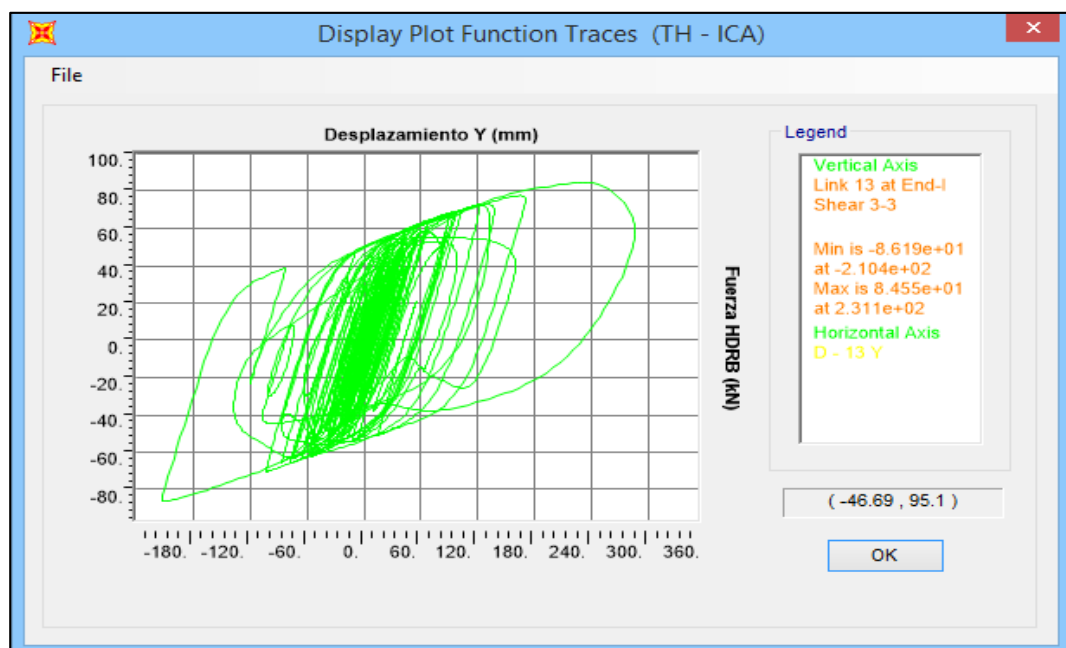 Display Plot Function Traces (TH - ICA)
×
File
Desplazamiento Y (mm)
100.
80.
60.
40.
20.
0.
-20.
-40.
-60.
-80.
-180. -120. -60. 0. 60. 120. 180. 240. 300. 360.
Fuerza HDRB (kN)
Legend
Vertical Axis
Link 13 at End-I
Shear 3-3
Min is -8.619e+01
at -2.104e+02
Max is 8.455e+01
at 2.311e+02
Horizontal Axis
D - 13 Y
( -46.69 , 95.1 )
OK